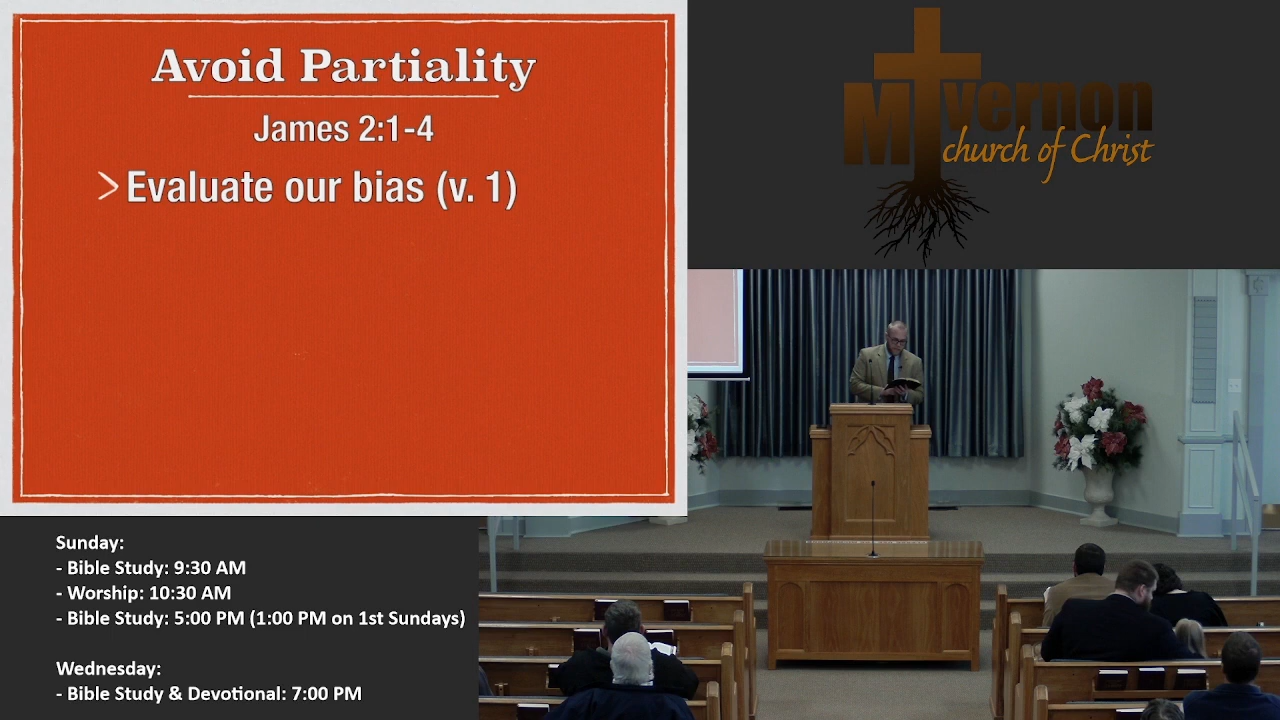 Avoid Partiality
James 2:1-4
>Evaluate our bias (v. 1)
MT vernon
church of Christ
Sunday:
- Bible Study: 9:30 AM
- Worship: 10:30 AM
- Bible Study: 5:00 PM (1:00 PM on 1st Sundays)
Wednesday:
- Bible Study & Devotional: 7:00 PM